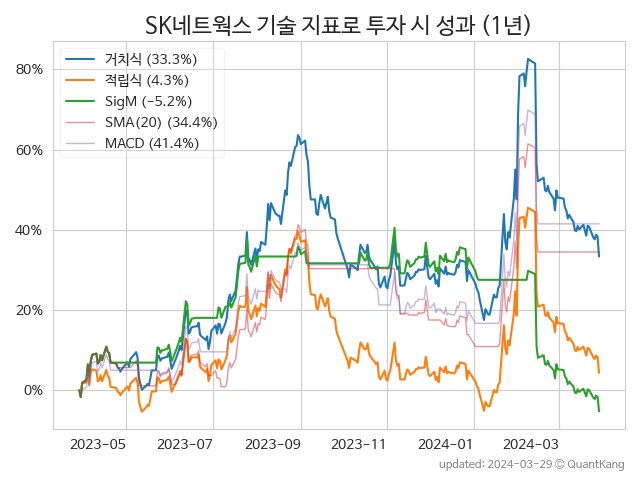 SK네트웍스 기술 지표로 투자 시 성과 (1년)
거치식 (33.3%)
적립식 (4.3%)
SigM (−5.2%)
SMA(20) (34.4%)
MACD (41.4%)
80%
60%
40%
20%
0%
2023-05 2023-07 2023-09 2023-11 2024-01 2024-03
updated: 2024-03-29 © QuantKang